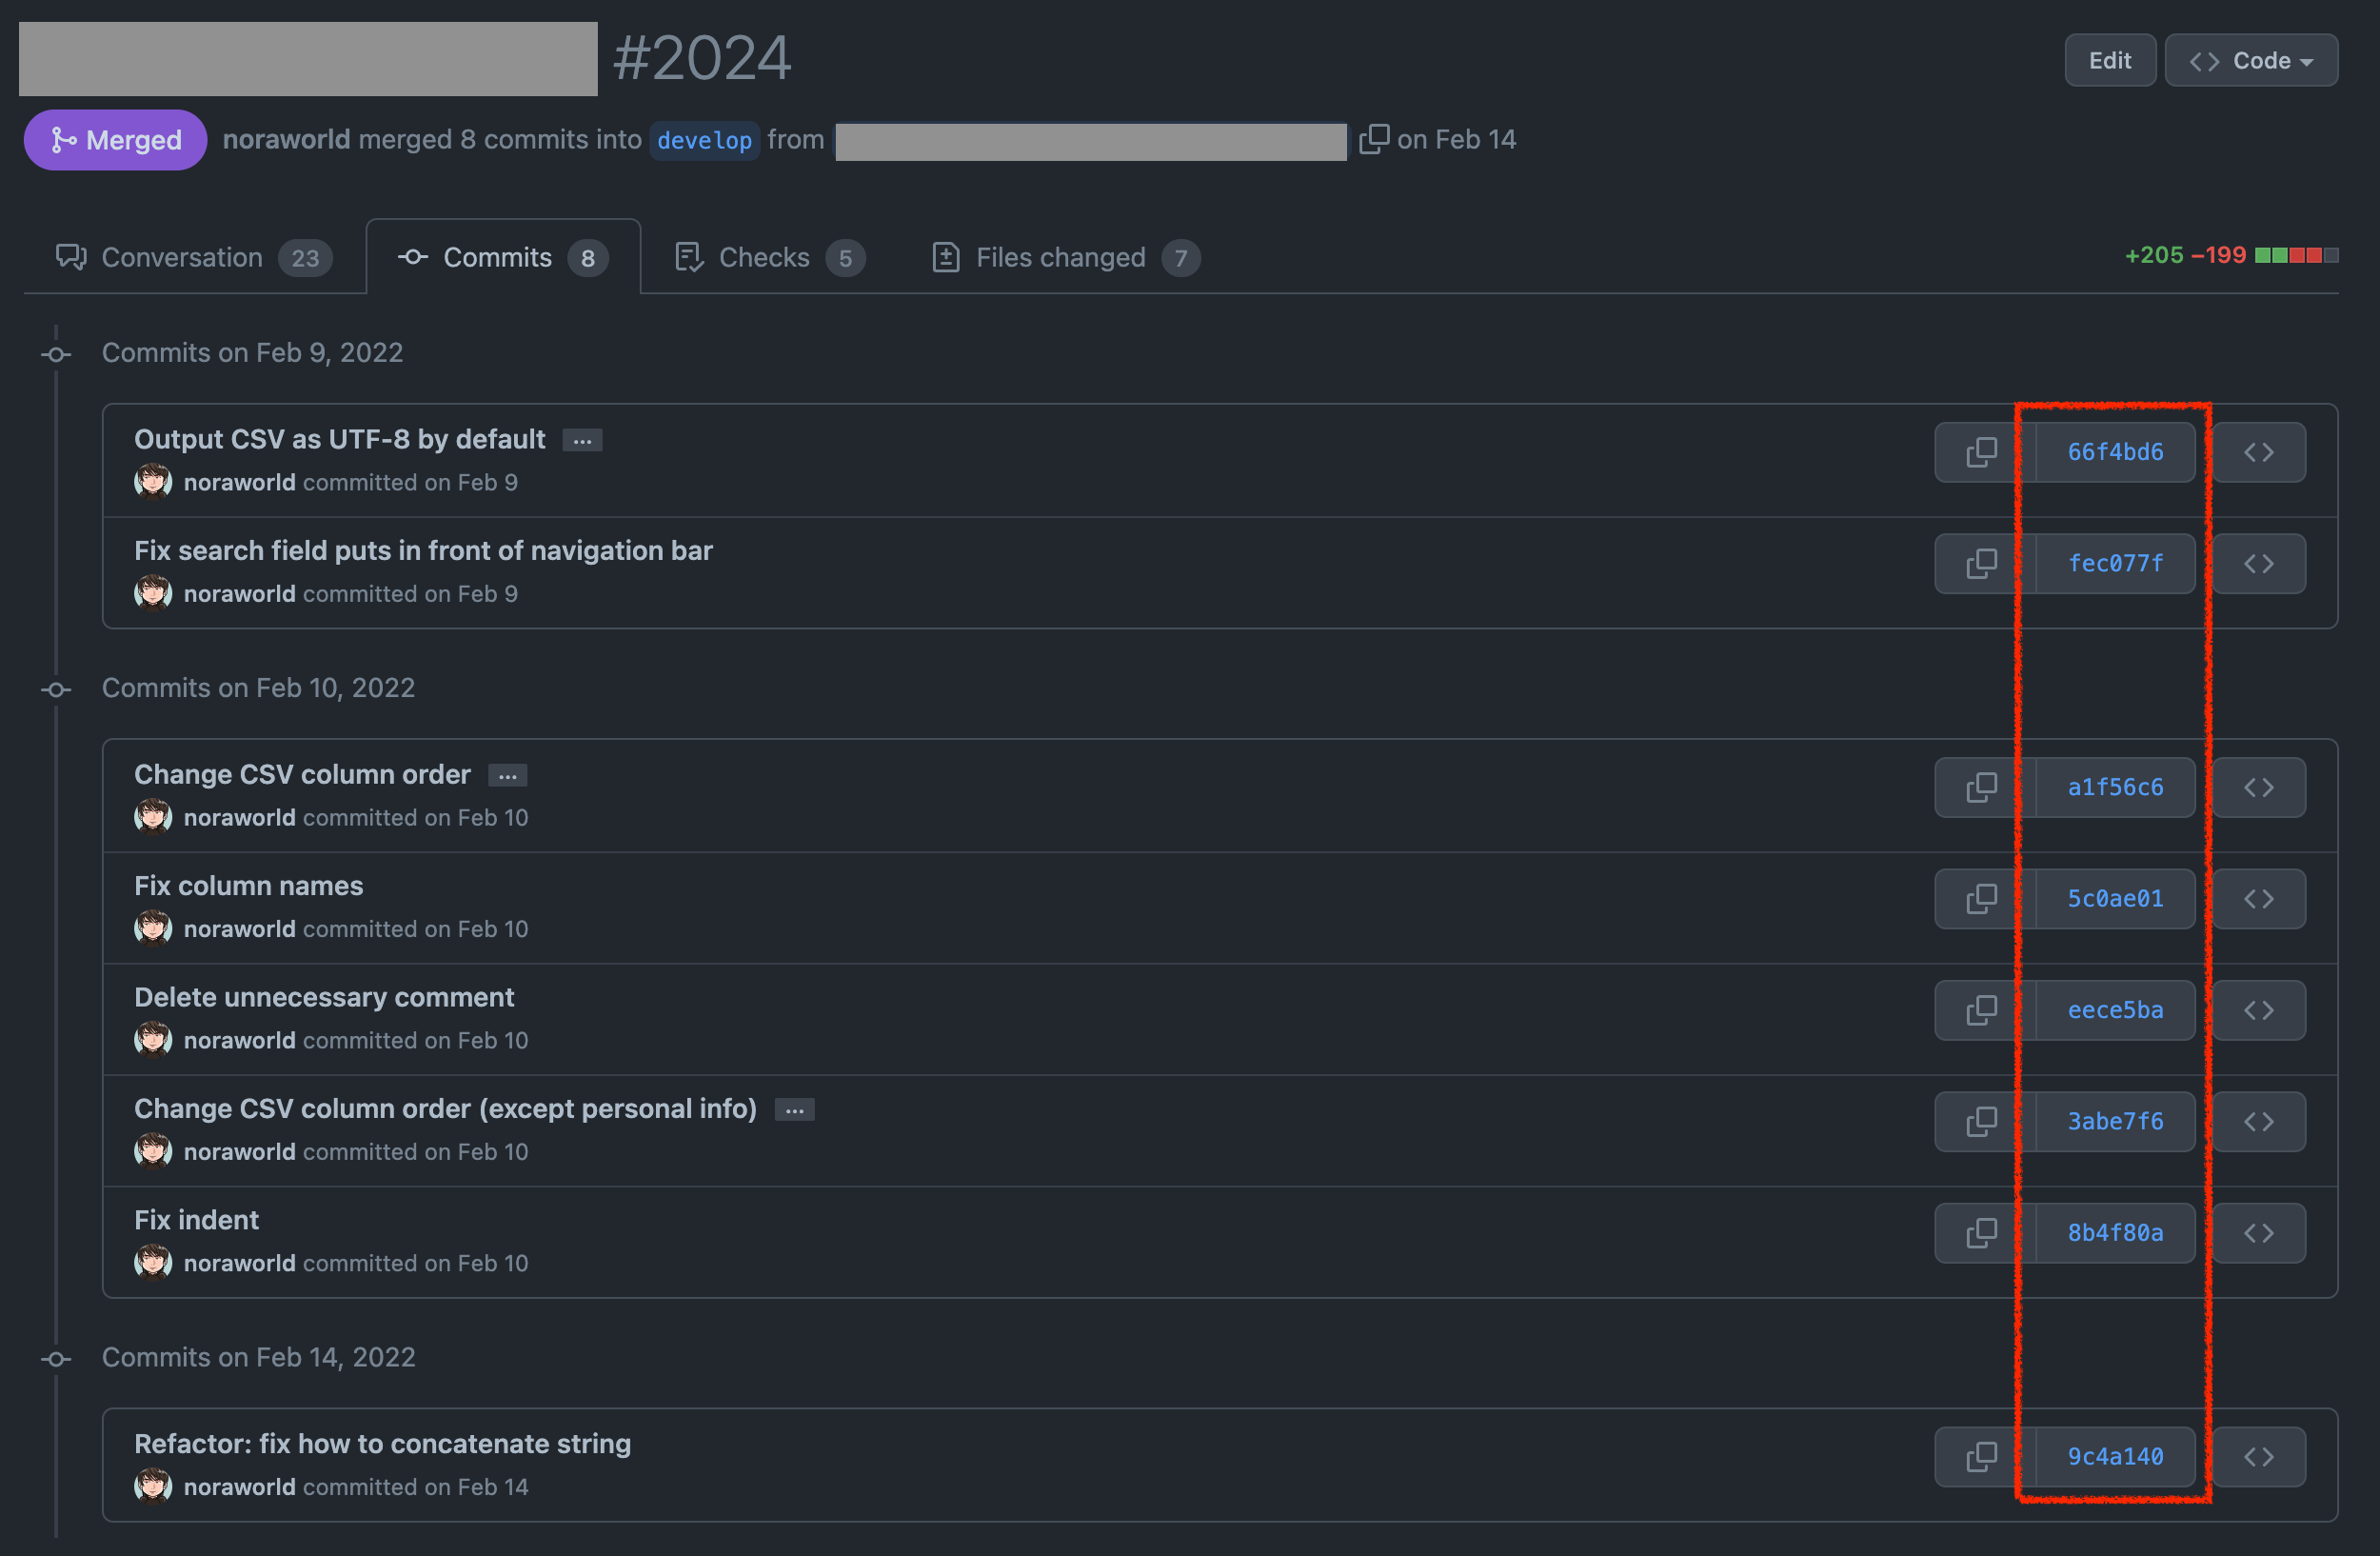 #2024
Edit
Code
Merged
noraworld merged 8 commits into develop from on Feb 14
Conversation 23
Commits 8
Checks 5
Files changed 7
+205 −199
Commits on Feb 9, 2022
Output CSV as UTF-8 by default …
66f4bd6
noraworld committed on Feb 9
Fix search field puts in front of navigation bar
fec077f
noraworld committed on Feb 9
Commits on Feb 10, 2022
Change CSV column order …
a1f56c6
noraworld committed on Feb 10
Fix column names
5c0ae01
noraworld committed on Feb 10
Delete unnecessary comment
eece5ba
noraworld committed on Feb 10
Change CSV column order (except personal info) …
3abe7f6
noraworld committed on Feb 10
Fix indent
8b4f80a
noraworld committed on Feb 10
Commits on Feb 14, 2022
Refactor: fix how to concatenate string
9c4a140
noraworld committed on Feb 14